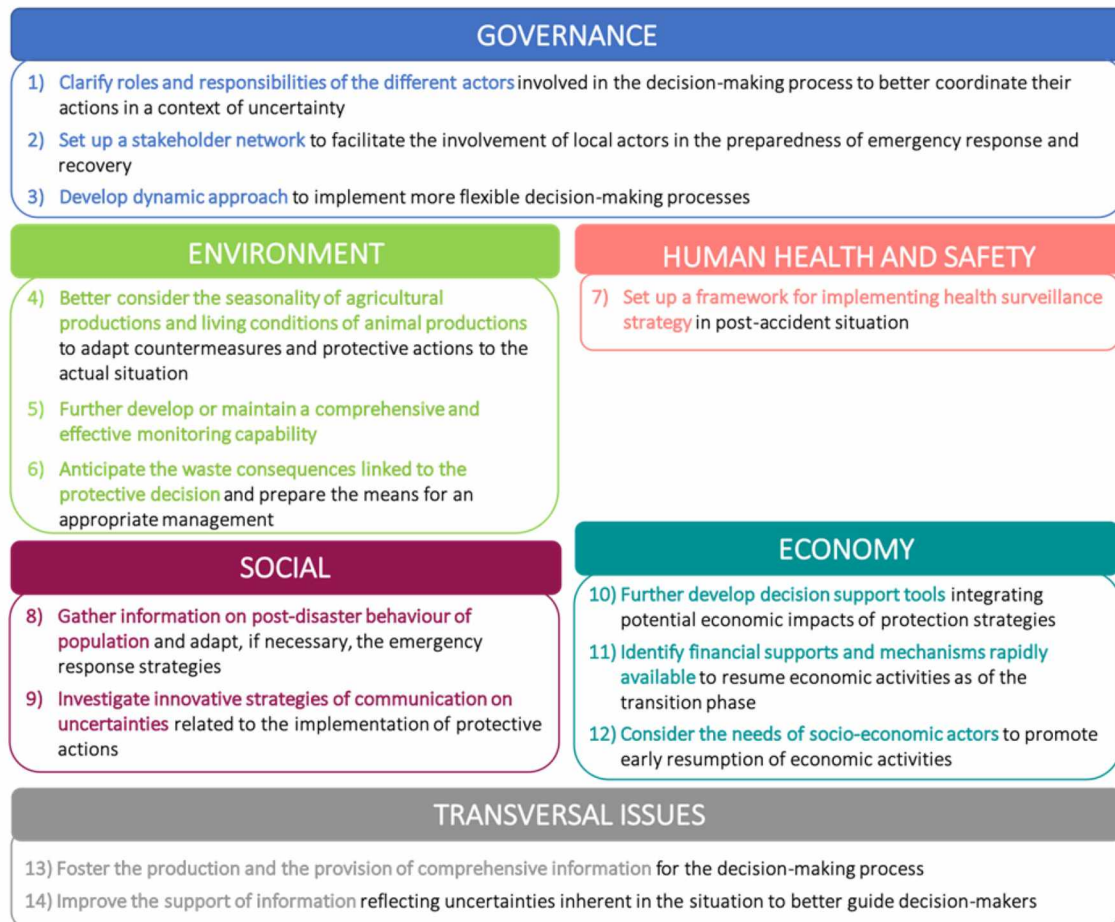 GOVERNANCE
1) Clarify roles and responsibilities of the different actors involved in the decision-making process to better coordinate their
actions in a context of uncertainty
2) Set up a stakeholder network to facilitate the involvement of local actors in the preparedness of emergency response and
recovery
3) Develop dynamic approach to implement more flexible decision-making processes
ENVIRONMENT
4) Better consider the seasonality of agricultural
productions and living conditions of animal productions
to adapt countermeasures and protective actions to the
actual situation
5) Further develop or maintain a comprehensive and
effective monitoring capability
6) Anticipate the waste consequences linked to the
protective decision and prepare the means for an
appropriate management
HUMAN HEALTH AND SAFETY
7) Set up a framework for implementing health surveillance
strategy in post-accident situation
SOCIAL
8) Gather information on post-disaster behaviour of
population and adapt, if necessary, the emergency
response strategies
9) Investigate innovative strategies of communication on
uncertainties related to the implementation of protective
actions
ECONOMY
10) Further develop decision support tools integrating
potential economic impacts of protection strategies
11) Identify financial supports and mechanisms rapidly
available to resume economic activities as of the
transition phase
12) Consider the needs of socio-economic actors to promote
early resumption of economic activities
TRANSVERSAL ISSUES
13) Foster the production and the provision of comprehensive information for the decision-making process
14) Improve the support of information reflecting uncertainties inherent in the situation to better guide decision-makers